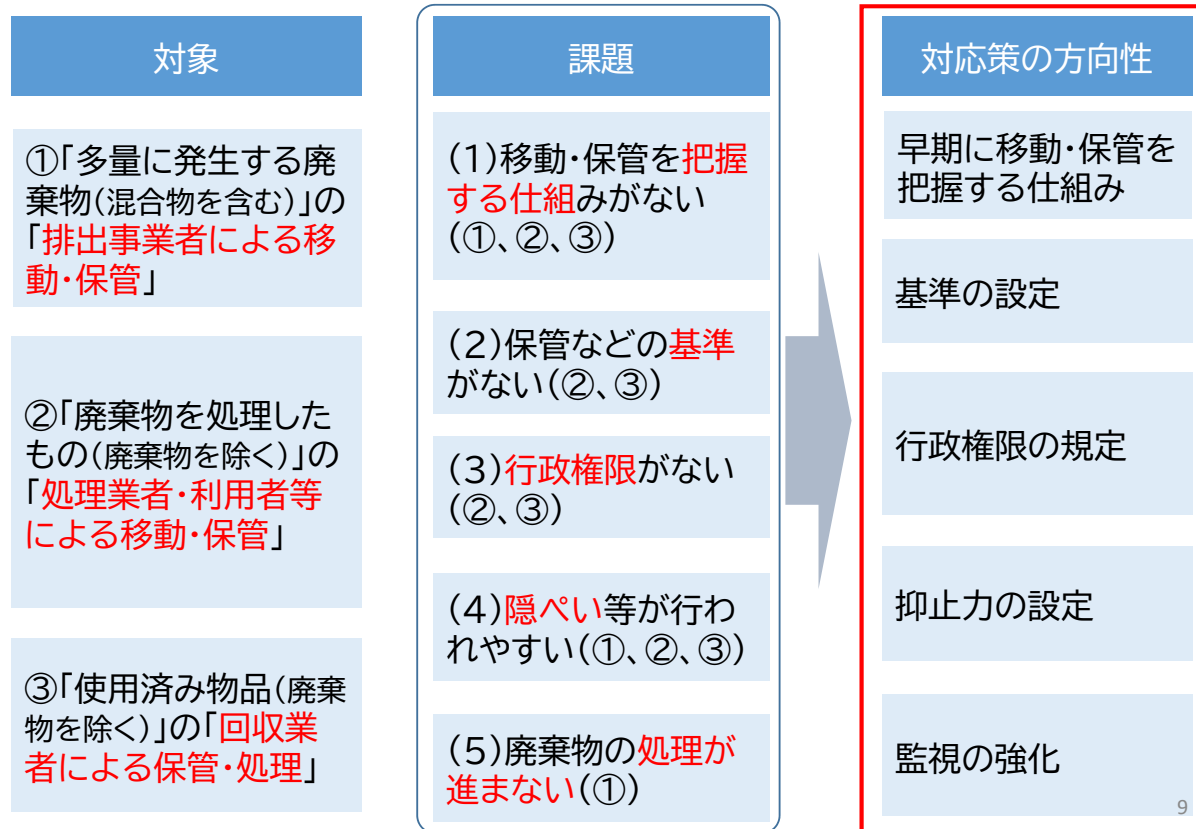 対象
①「多量に発生する廃
棄物(混合物を含む)」の
「排出事業者による移
動・保管」
②「廃棄物を処理した
もの(廃棄物を除く)」の
「処理業者・利用者等
による移動・保管」
③「使用済み物品(廃棄
物を除く)」の「回収業
者による保管・処理」
課題
(1)移動・保管を把握
する仕組みがない
(①、②、③)
(2)保管などの基準
がない(②、③)
(3)行政権限がない
(②、③)
(4)隠ぺい等が行わ
れやすい(①、②、③)
(5)廃棄物の処理が
進まない(①)
対応策の方向性
早期に移動・保管を
把握する仕組み
基準の設定
行政権限の規定
抑止力の設定
監視の強化
9